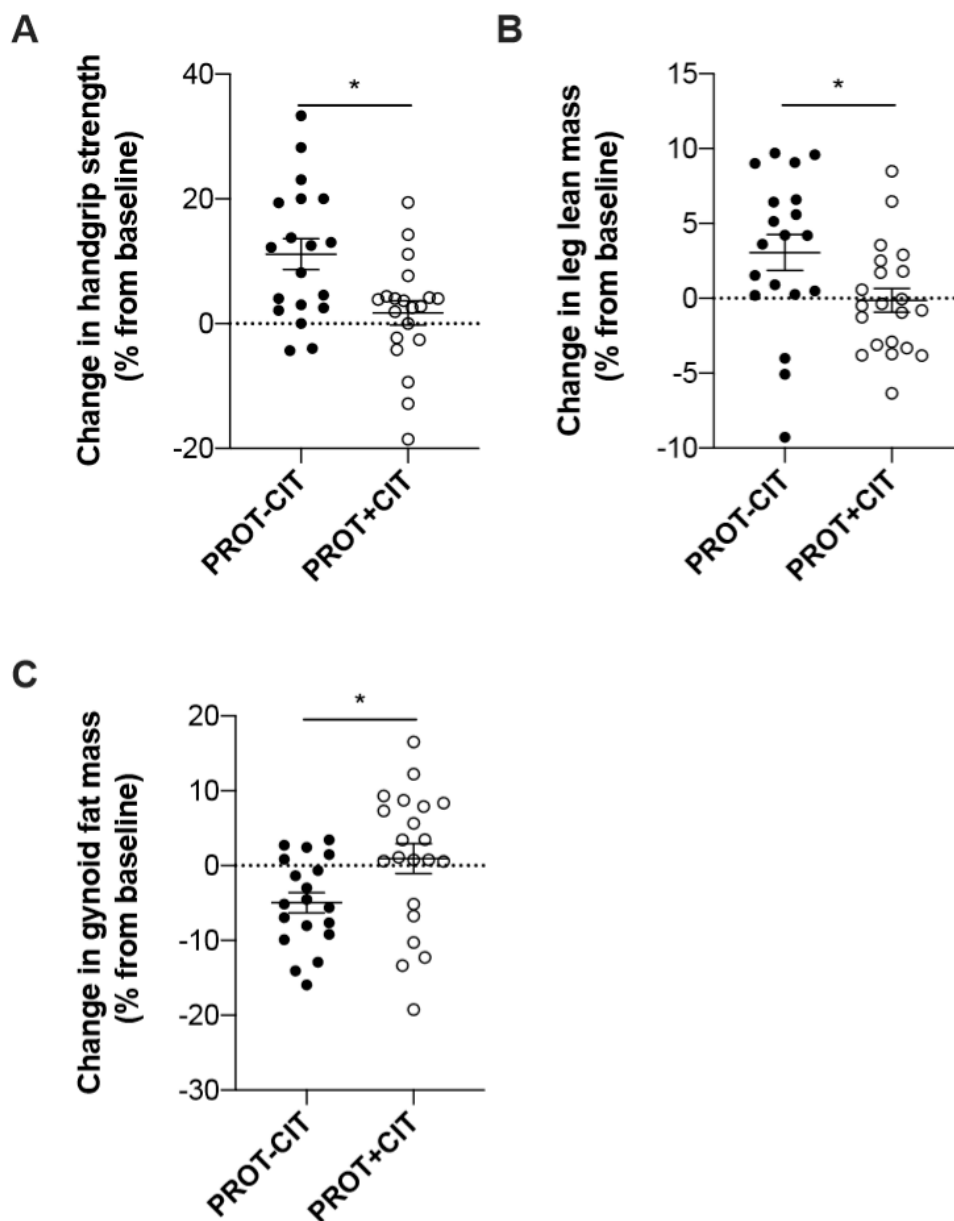 A
Change in handgrip strength
(% from baseline)
40
20
0
-20
*
PROT-CIT
PROT+CIT
B
Change in leg lean mass
(% from baseline)
15
10
5
0
-5
-10
*
PROT-CIT
PROT+CIT
C
Change in gynoid fat mass
(% from baseline)
20
10
0
-10
-20
-30
*
PROT-CIT
PROT+CIT